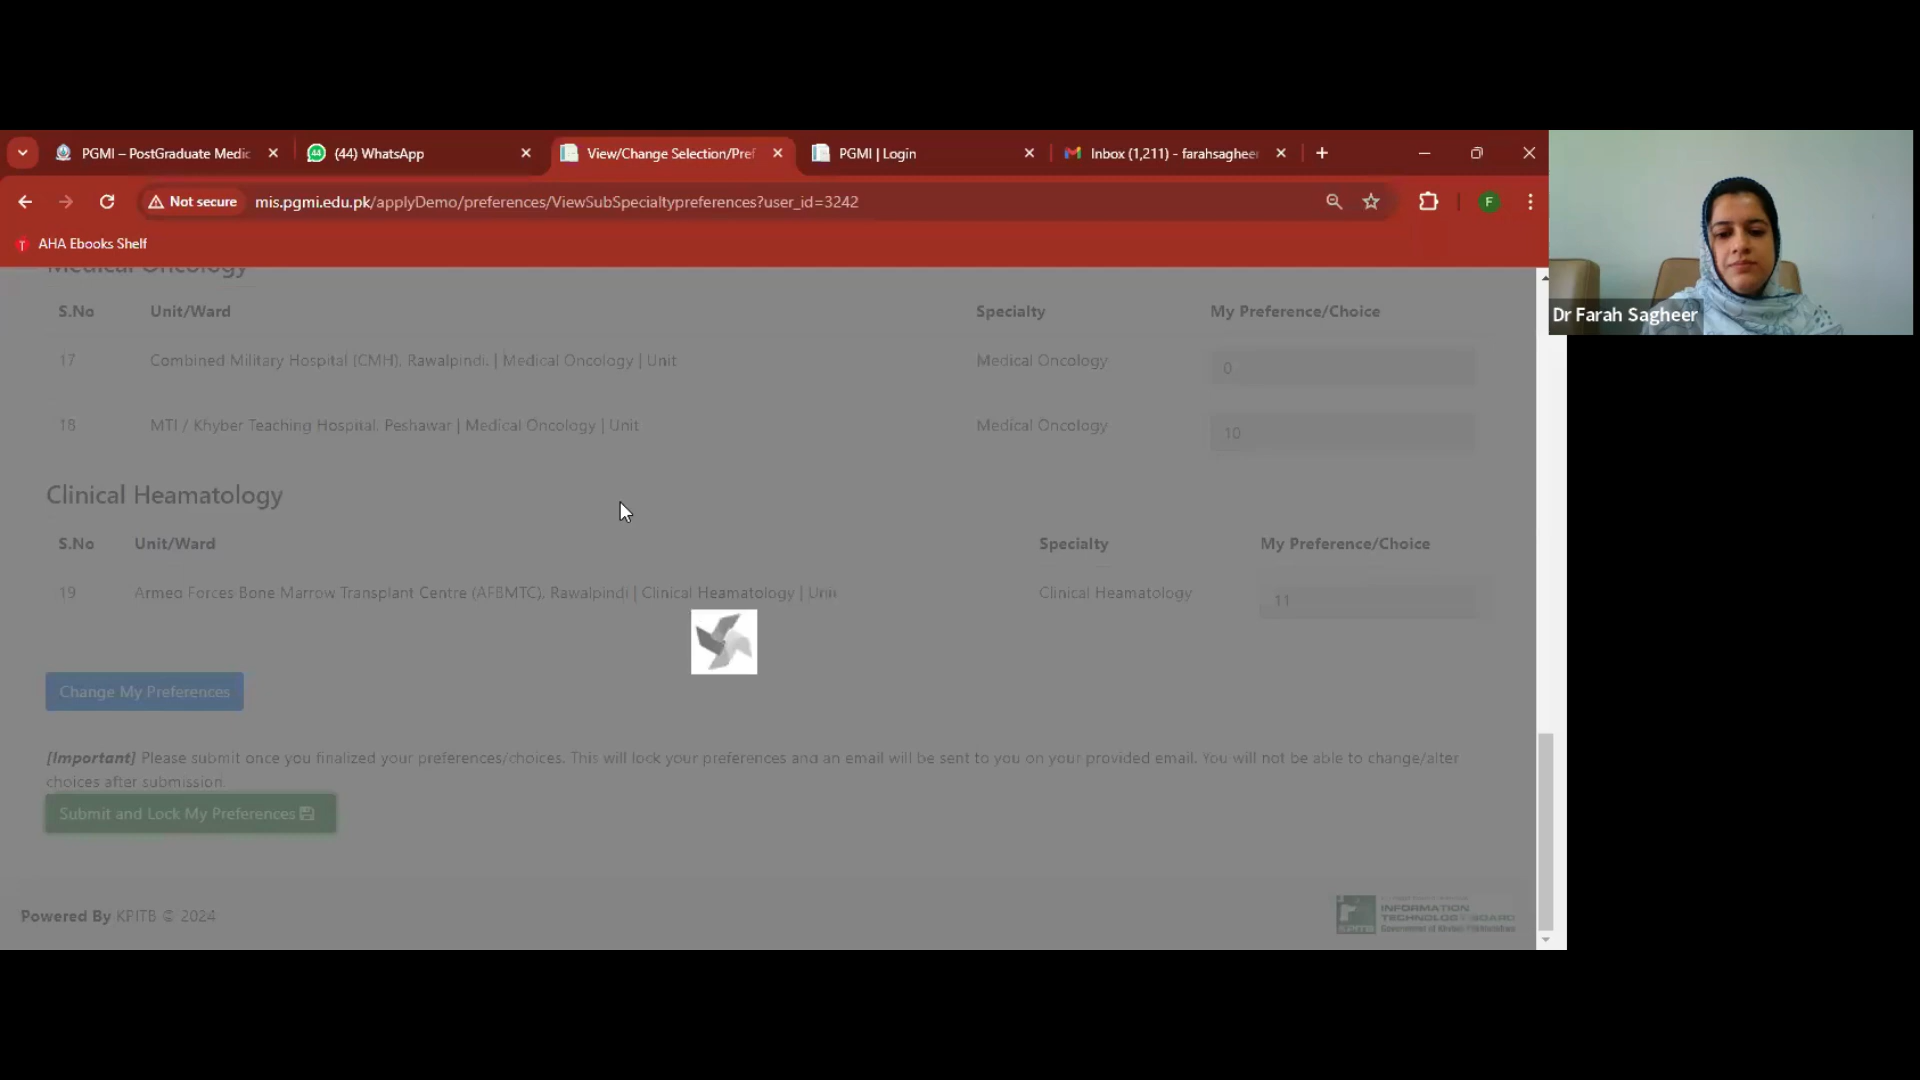 PGMI – PostGraduate Medic
(44) WhatsApp
View/Change Selection/Pref
PGMI | Login
Inbox (1,211) - farahsagheer
Not secure
mis.pgmi.edu.pk/applyDemo/preferences/ViewSubSpecialtypreferences?user_id=3242
F
AHA Ebooks Shelf
Dr Farah Sagheer
Medical Oncology
S.No Unit/Ward Specialty My Preference/Choice
17 Combined Military Hospital (CMH), Rawalpindi. | Medical Oncology | Unit Medical Oncology 0
18 MTI / Khyber Teaching Hospital, Peshawar | Medical Oncology | Unit Medical Oncology 10
Clinical Heamatology
S.No Unit/Ward Specialty My Preference/Choice
19 Armed Forces Bone Marrow Transplant Centre (AFBMTC), Rawalpindi | Clinical Heamatology | Unit Clinical Heamatology 11
Change My Preferences
[Important] Please submit once you finalized your preferences/choices. This will lock your preferences and an email will be sent to you on your provided email. You will not be able to change/alter
choices after submission.
Submit and Lock My Preferences
Powered By KPITB © 2024
INFORMATION
TECHNOLOGY BOARD